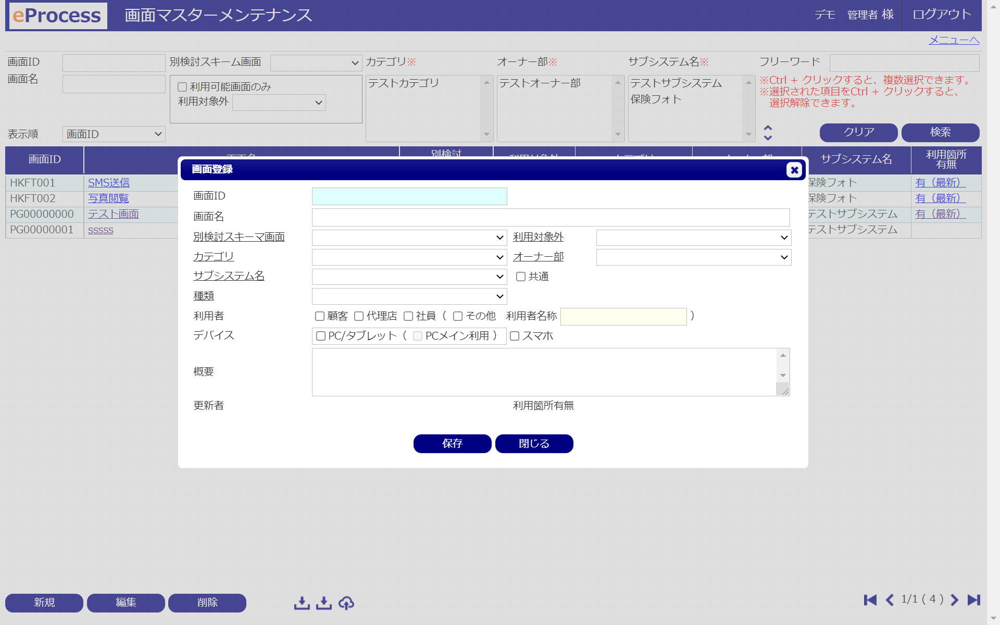 eProcess 画面マスターメンテナンス デモ 管理者 様 ログアウト
メニューへ
画面ID 別検討スキーム画面 カテゴリ※ オーナー部※ サブシステム名※ フリーワード
画面名 利用可能画面のみ テストカテゴリ テストオーナー部 テストサブシステム ※Ctrl + クリックすると、複数選択できます。
利用対象外 保険フォト ※選択された項目をCtrl + クリックすると、
選択解除できます。
表示順 画面ID クリア 検索
画面ID 別検討 サブシステム名 利用箇所
有無
HKFT001 SMS送信 保険フォト 有（最新）
HKFT002 写真閲覧 保険フォト 有（最新）
PG00000000 テスト画面 テストサブシステム 有（最新）
PG00000001 sssss テストサブシステム
画面登録
画面ID
画面名
別検討スキーマ画面 利用対象外
カテゴリ オーナー部
サブシステム名 共通
種類
利用者 顧客 代理店 社員（ その他 利用者名称 ）
デバイス PC/タブレット（ PCメイン利用 ） スマホ
概要
更新者 利用箇所有無
保存 閉じる
新規 編集 削除 1/1 ( 4 )